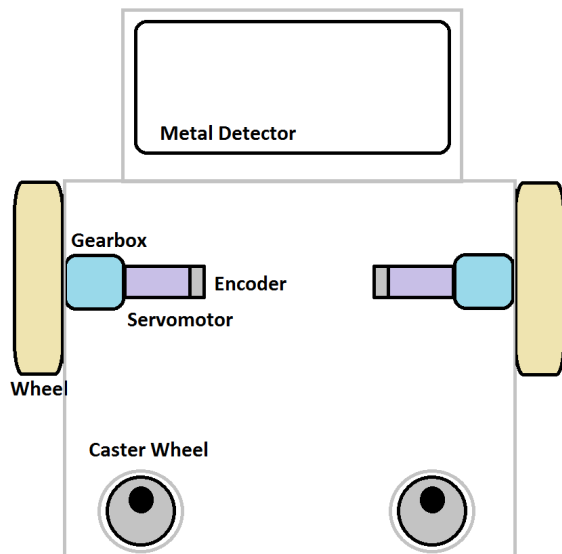 Metal Detector
Gearbox
Encoder
Servomotor
Wheel
Caster Wheel